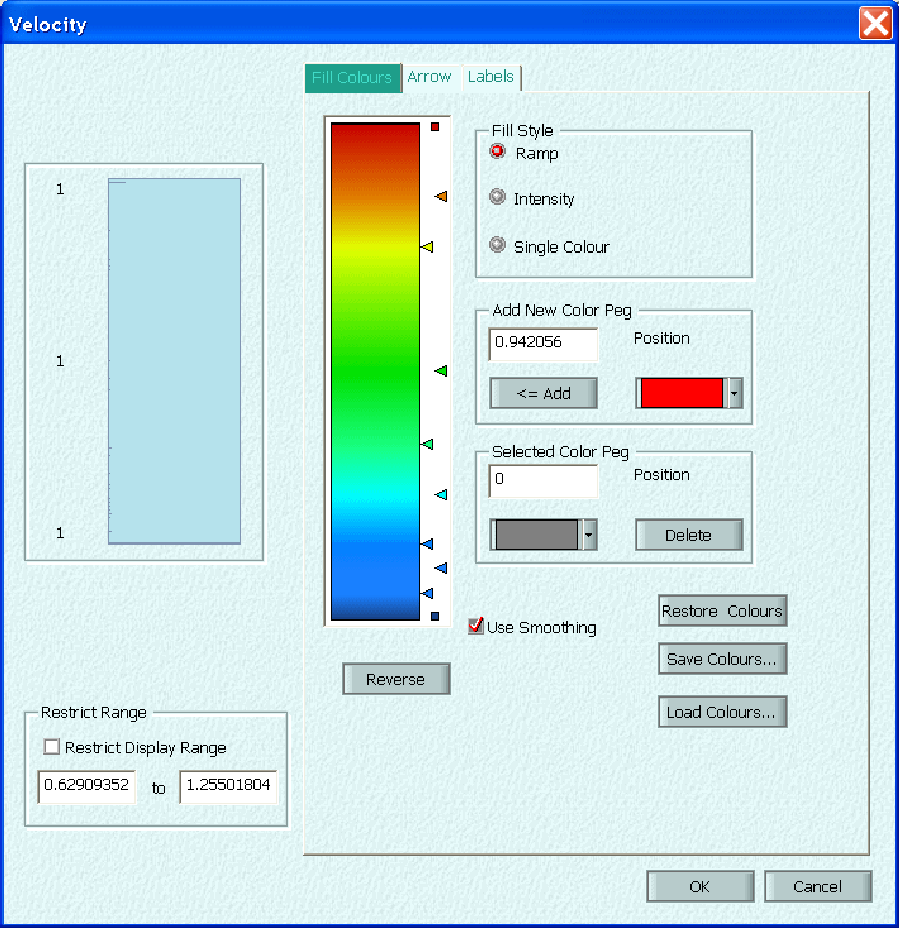 Velocity
Fill Colours Arrow Labels
1
1
1
Fill Style
Ramp
Intensity
Single Colour
Add New Color Peg
0.942056 Position
<= Add
Selected Color Peg
0 Position
Delete
Use Smoothing
Restore Colours
Save Colours...
Load Colours...
Reverse
Restrict Range
Restrict Display Range
0.62909352 to 1.25501804
OK Cancel